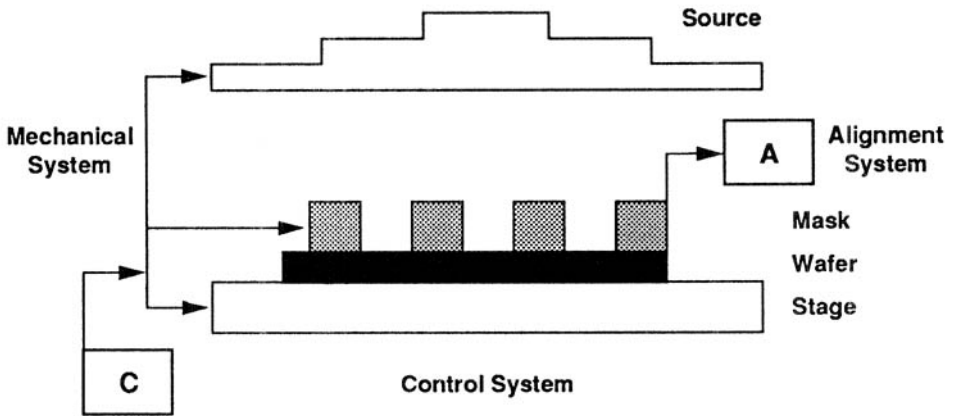 Source
Mechanical
System
A
Alignment
System
Mask
Wafer
Stage
C
Control System